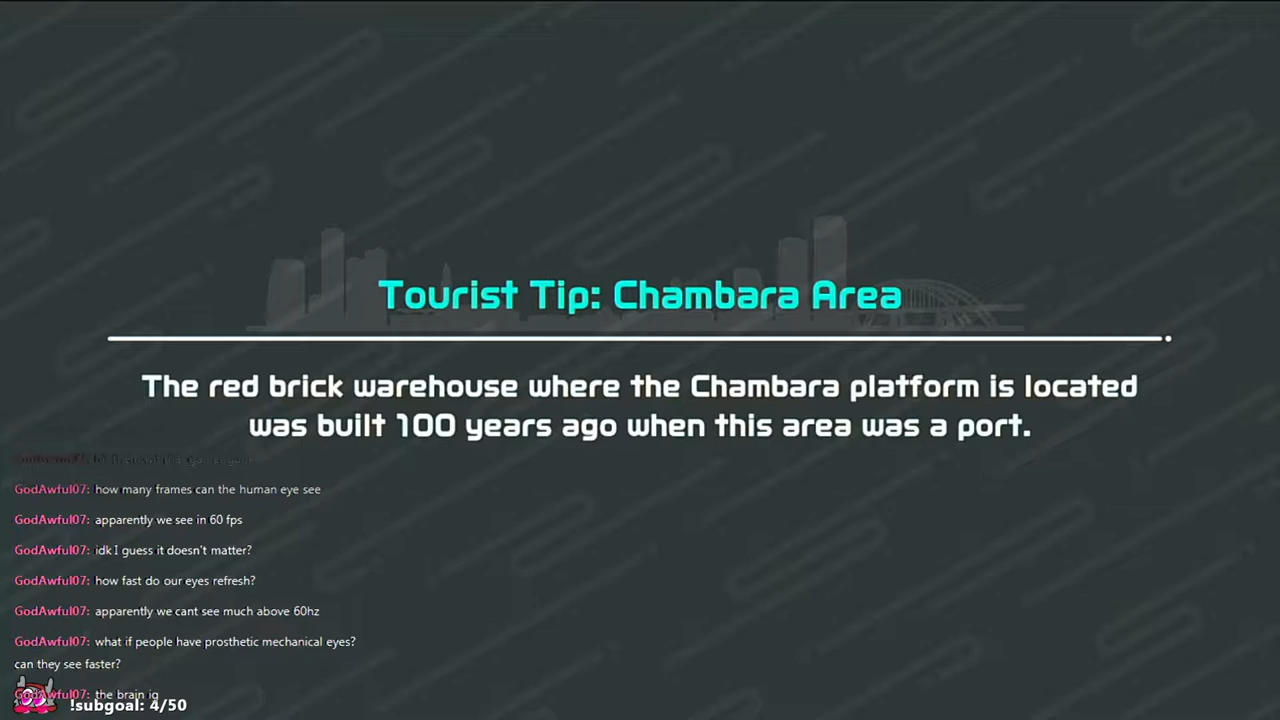 Tourist Tip: Chambara Area
The red brick warehouse where the Chambara platform is located
was built 100 years ago when this area was a port.
GodAwful07: how many frames can the human eye see
GodAwful07: apparently we see in 60 fps
GodAwful07: idk I guess it doesn't matter?
GodAwful07: how fast do our eyes refresh?
GodAwful07: apparently we cant see much above 60hz
GodAwful07: what if people have prosthetic mechanical eyes?
can they see faster?
GodAwful07: the brain ig
!subgoal: 4/50